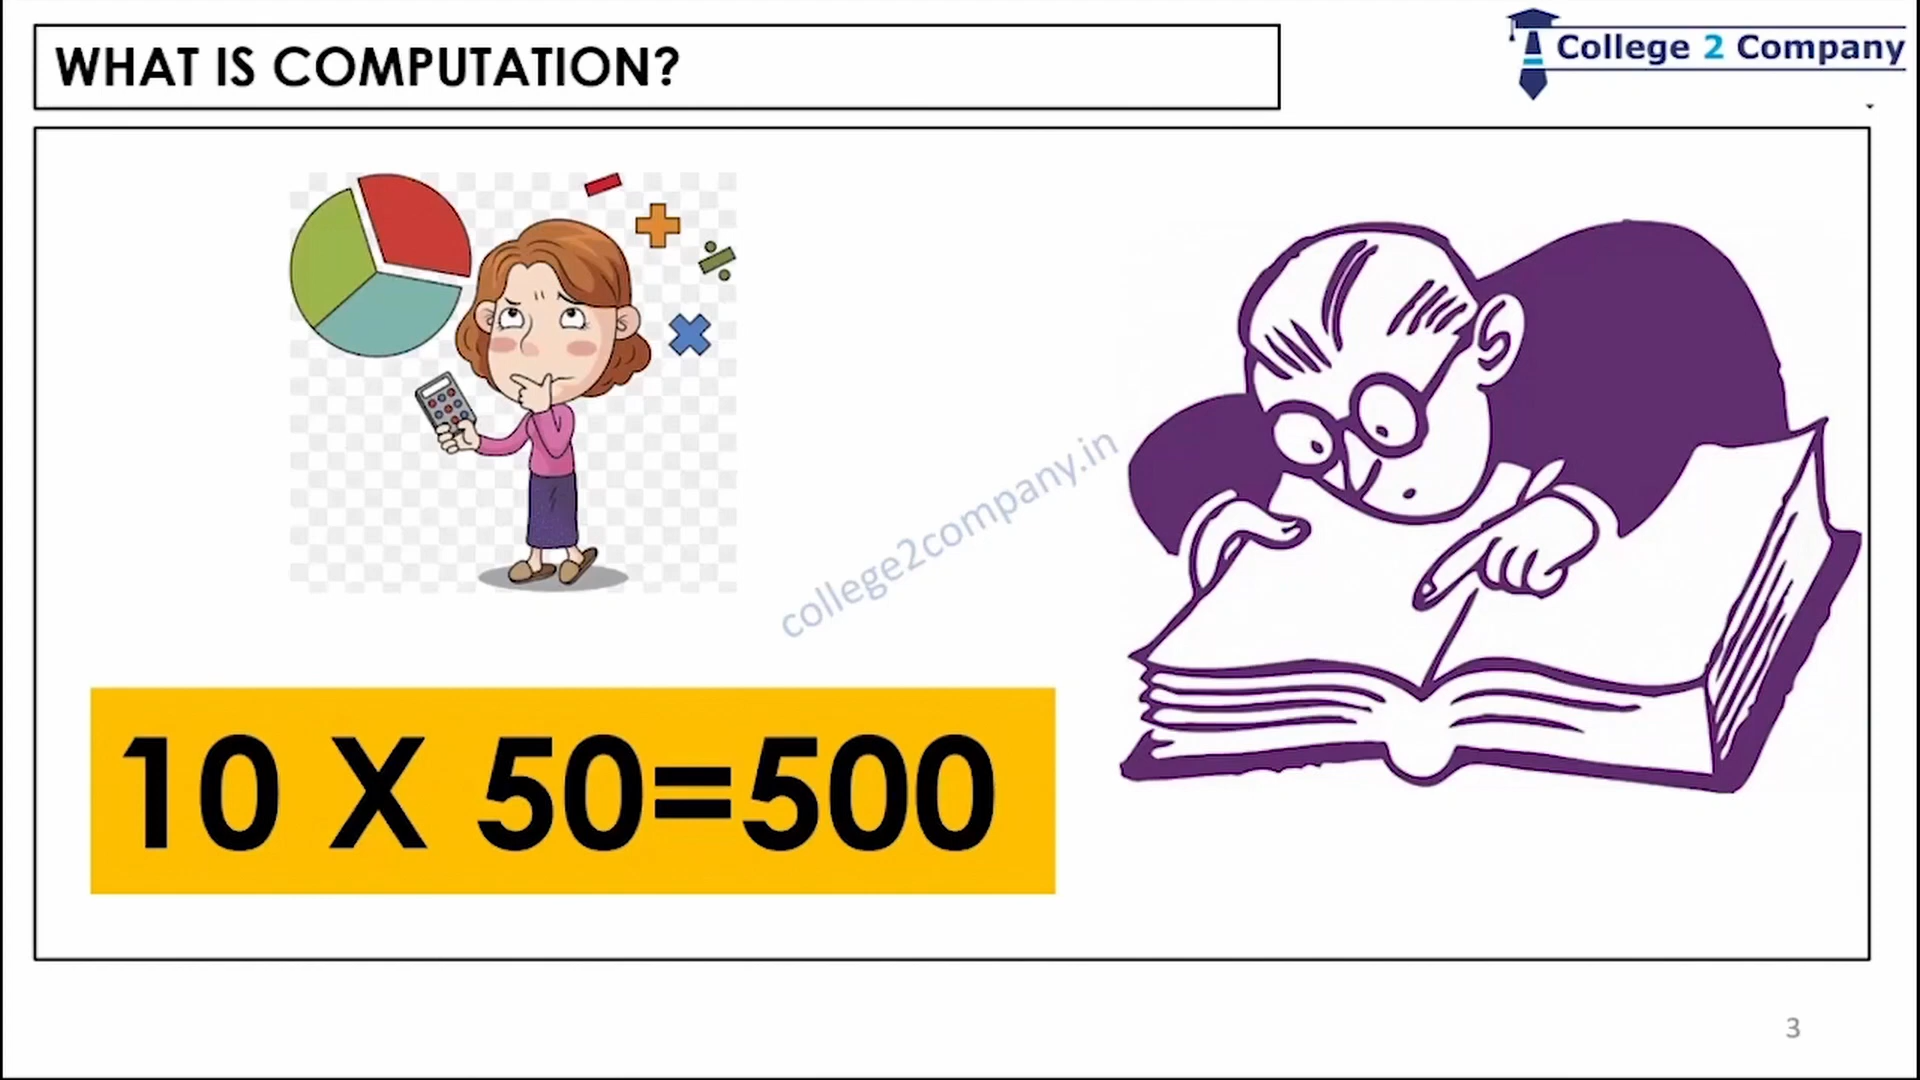 WHAT IS COMPUTATION?
College 2 Company
college2company.in
10 X 50=500
3